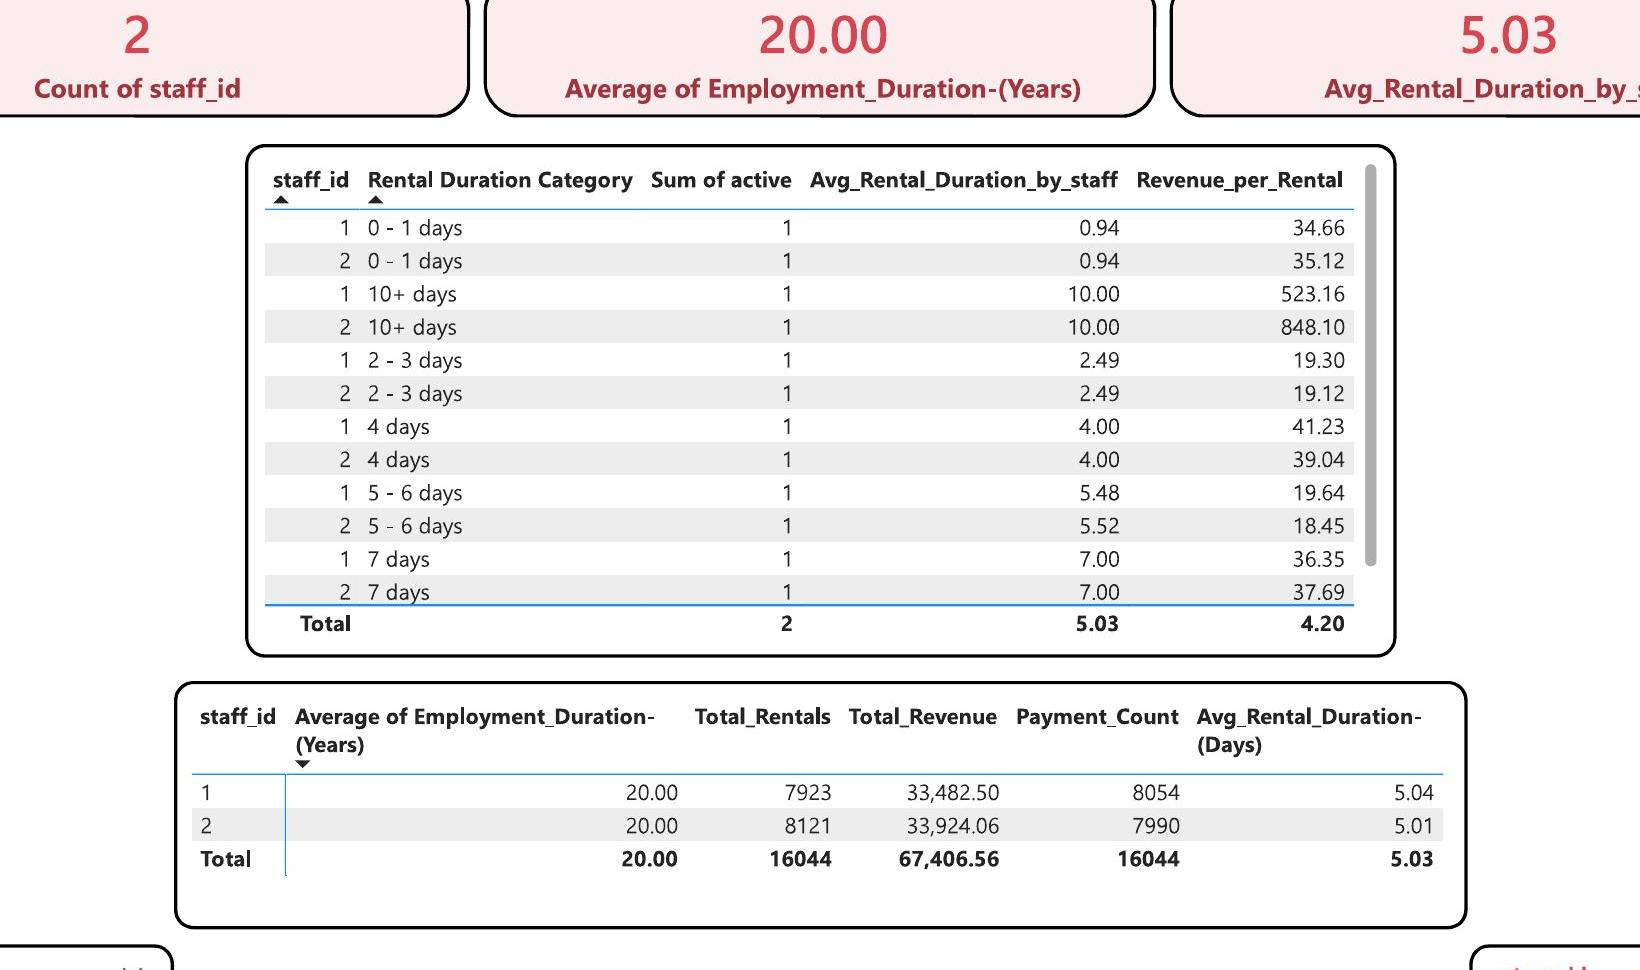 2 20.00 5.03
Count of staff_id Average of Employment_Duration-(Years) Avg_Rental_Duration_by_
staff_id Rental Duration Category Sum of active Avg_Rental_Duration_by_staff Revenue_per_Rental
1 0 - 1 days 1 0.94 34.66
2 0 - 1 days 1 0.94 35.12
1 10+ days 1 10.00 523.16
2 10+ days 1 10.00 848.10
1 2 - 3 days 1 2.49 19.30
2 2 - 3 days 1 2.49 19.12
1 4 days 1 4.00 41.23
2 4 days 1 4.00 39.04
1 5 - 6 days 1 5.48 19.64
2 5 - 6 days 1 5.52 18.45
1 7 days 1 7.00 36.35
2 7 days 1 7.00 37.69
Total 2 5.03 4.20
staff_id Average of Employment_Duration- Total_Rentals Total_Revenue Payment_Count Avg_Rental_Duration-
(Years) (Days)
1 20.00 7923 33,482.50 8054 5.04
2 20.00 8121 33,924.06 7990 5.01
Total 20.00 16044 67,406.56 16044 5.03